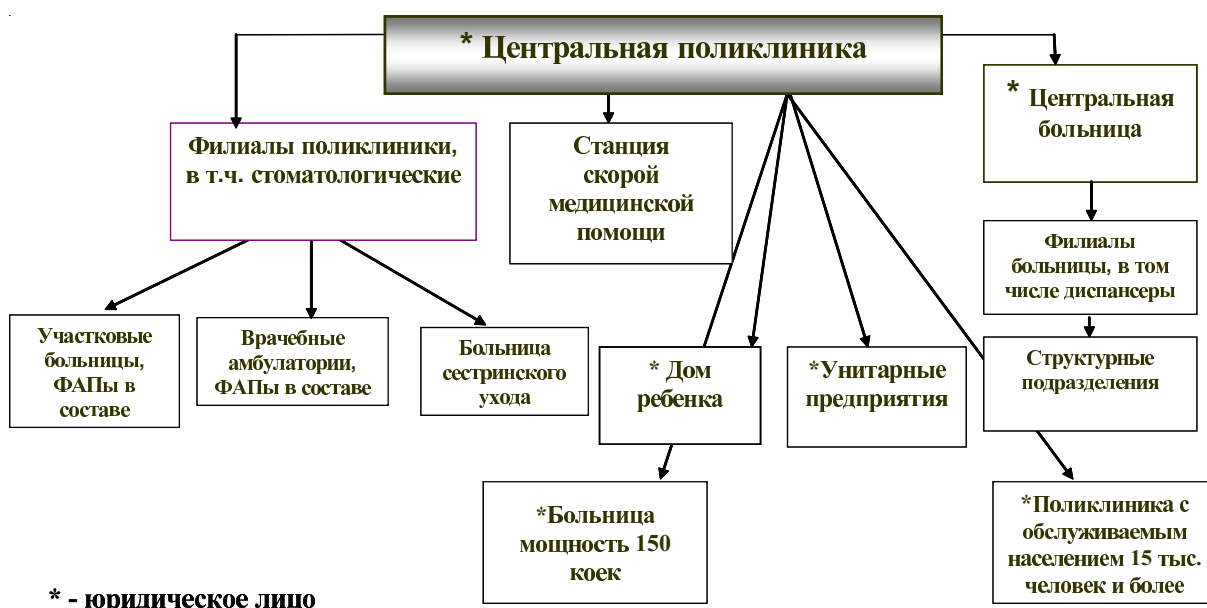 * Центральная поликлиника
* Центральная
больница
Филиалы поликлиники,
в т.ч. стоматологические
Станция
скорой
медицинской
помощи
Филиалы
больницы, в том
числе диспансеры
Участковые
больницы,
ФАПы в
составе
Врачебные
амбулатории,
ФАПы в составе
Больница
сестринского
ухода
* Дом
ребенка
*Унитарные
предприятия
Структурные
подразделения
*Больница
мощность 150
коек
*Поликлиника с
обслуживаемым
населением 15 тыс.
человек и более
* - юридическое лицо